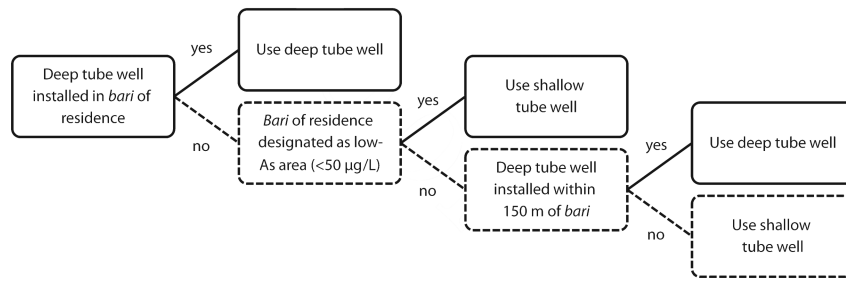 Deep tube well
installed in bari of
residence
yes
no
Use deep tube well
Bari of residence
designated as low-
As area (<50 µg/L)
yes
no
Use shallow
tube well
Deep tube well
installed within
150 m of bari
yes
no
Use deep tube well
Use shallow
tube well